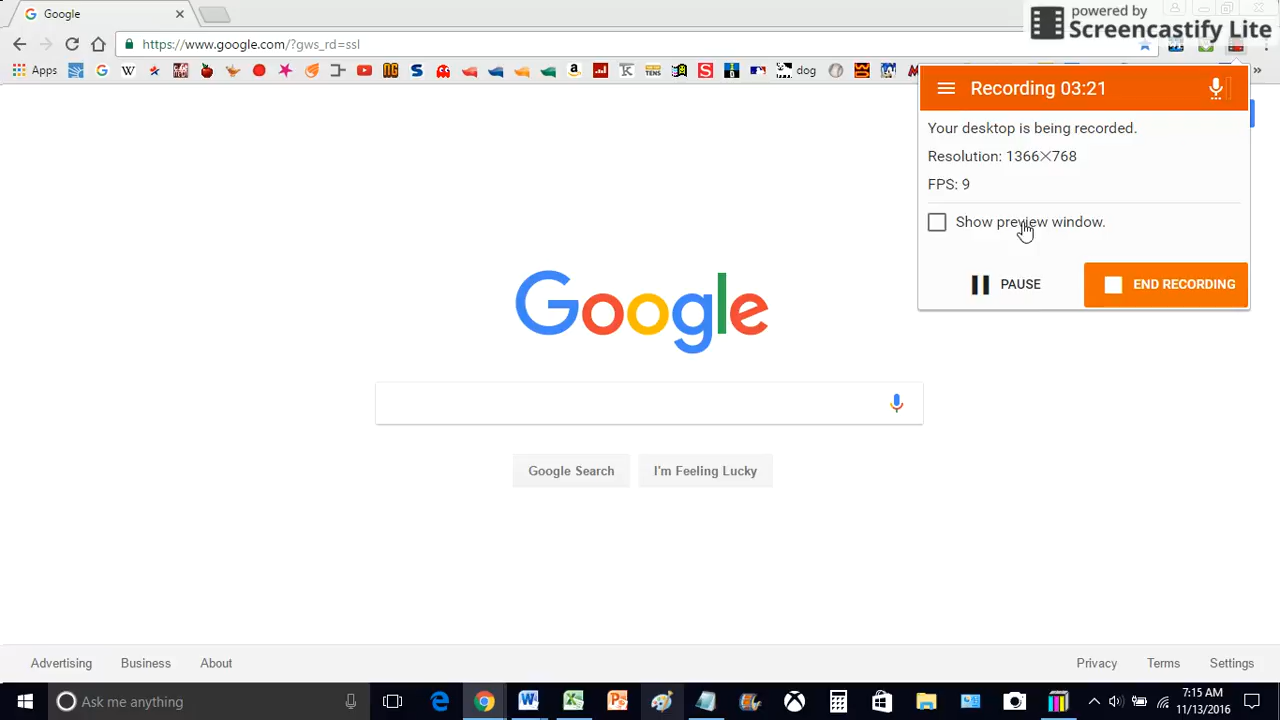 Google
powered by
Screencastify Lite
https://www.google.com/?gws_rd=ssl
Apps
dog
Recording 03:21
Your desktop is being recorded.
Resolution: 1366×768
FPS: 9
Show preview window.
PAUSE
END RECORDING
Google
Google Search
I'm Feeling Lucky
Advertising
Business
About
Privacy
Terms
Settings
Ask me anything
7:15 AM
11/13/2016